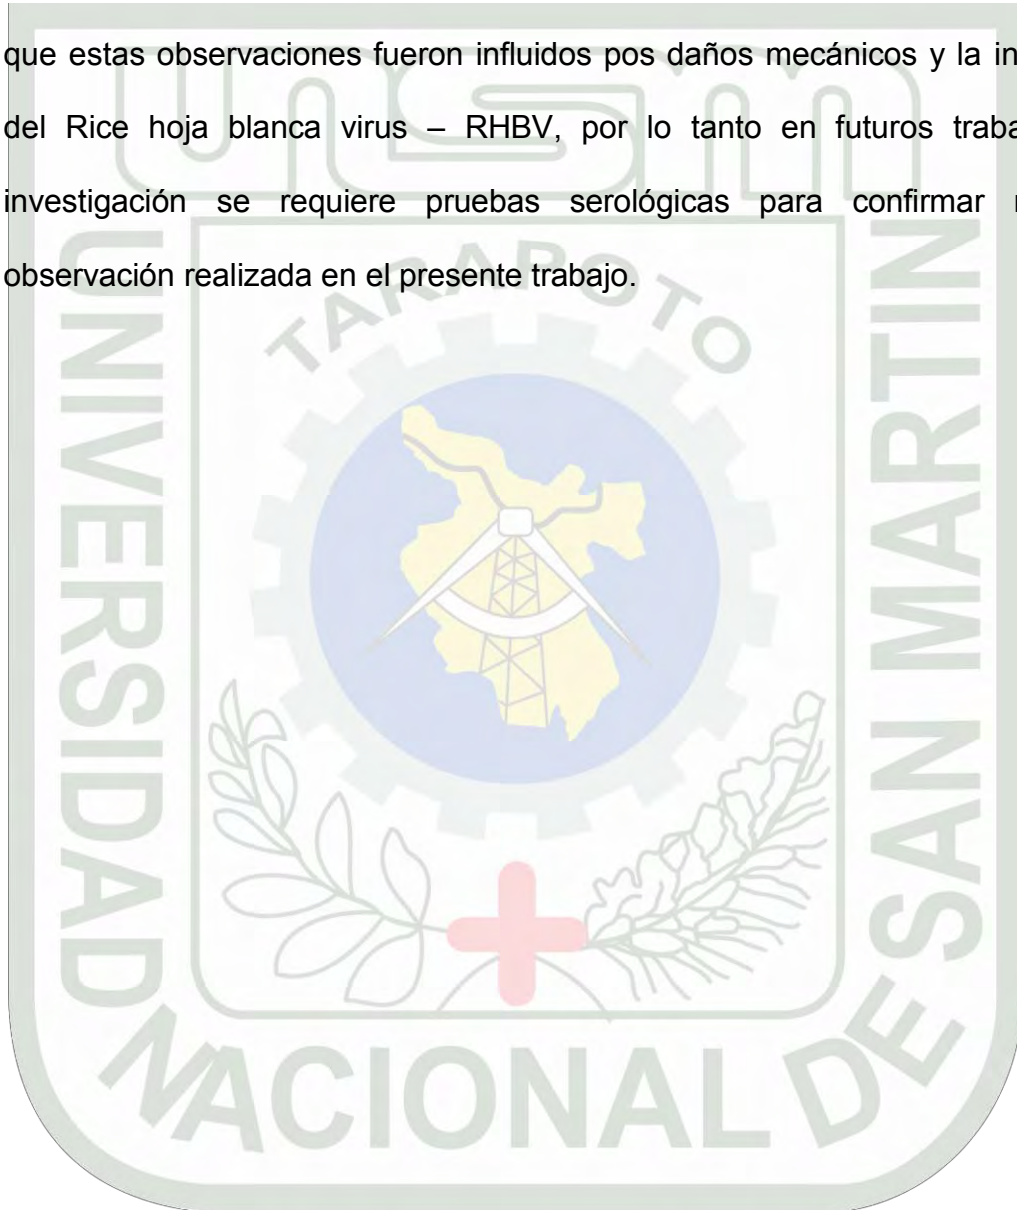 que estas observaciones fueron influidos pos daños mecánicos y la
del Rice hoja blanca virus – RHBV, por lo tanto en futuros
investigación se requiere pruebas serológicas para confirmar
observación realizada en el presente trabajo.
unsm
TARAPOTO
UNIVERSIDAD NACIONAL DE SAN MARTIN